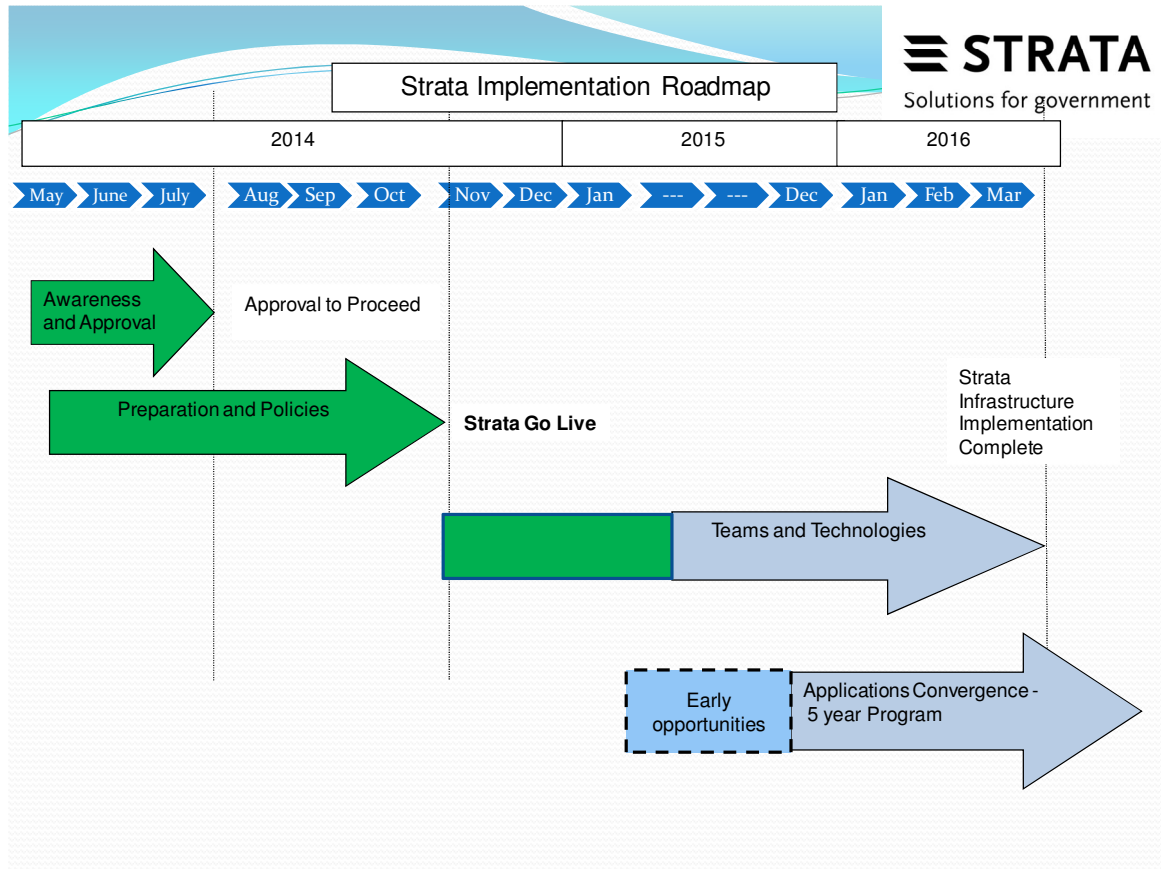 STRATA
Solutions for government
Strata Implementation Roadmap
2014 2015 2016
May June July Aug Sep Oct Nov Dec Jan --- --- Dec Jan Feb Mar
Awareness
and Approval
Approval to Proceed
Preparation and Policies
Strata Go Live
Strata
Infrastructure
Implementation
Complete
Teams and Technologies
Early
opportunities
Applications Convergence -
5 year Program